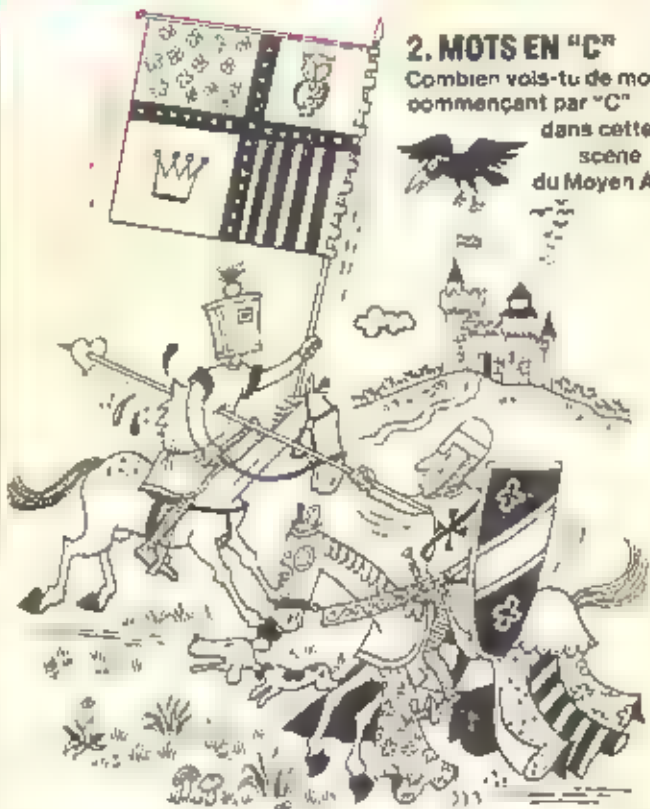 2. MOTS EN "C"
Combien vois-tu de mo
commençant par "C"
dans cette
scène
du Moyen A